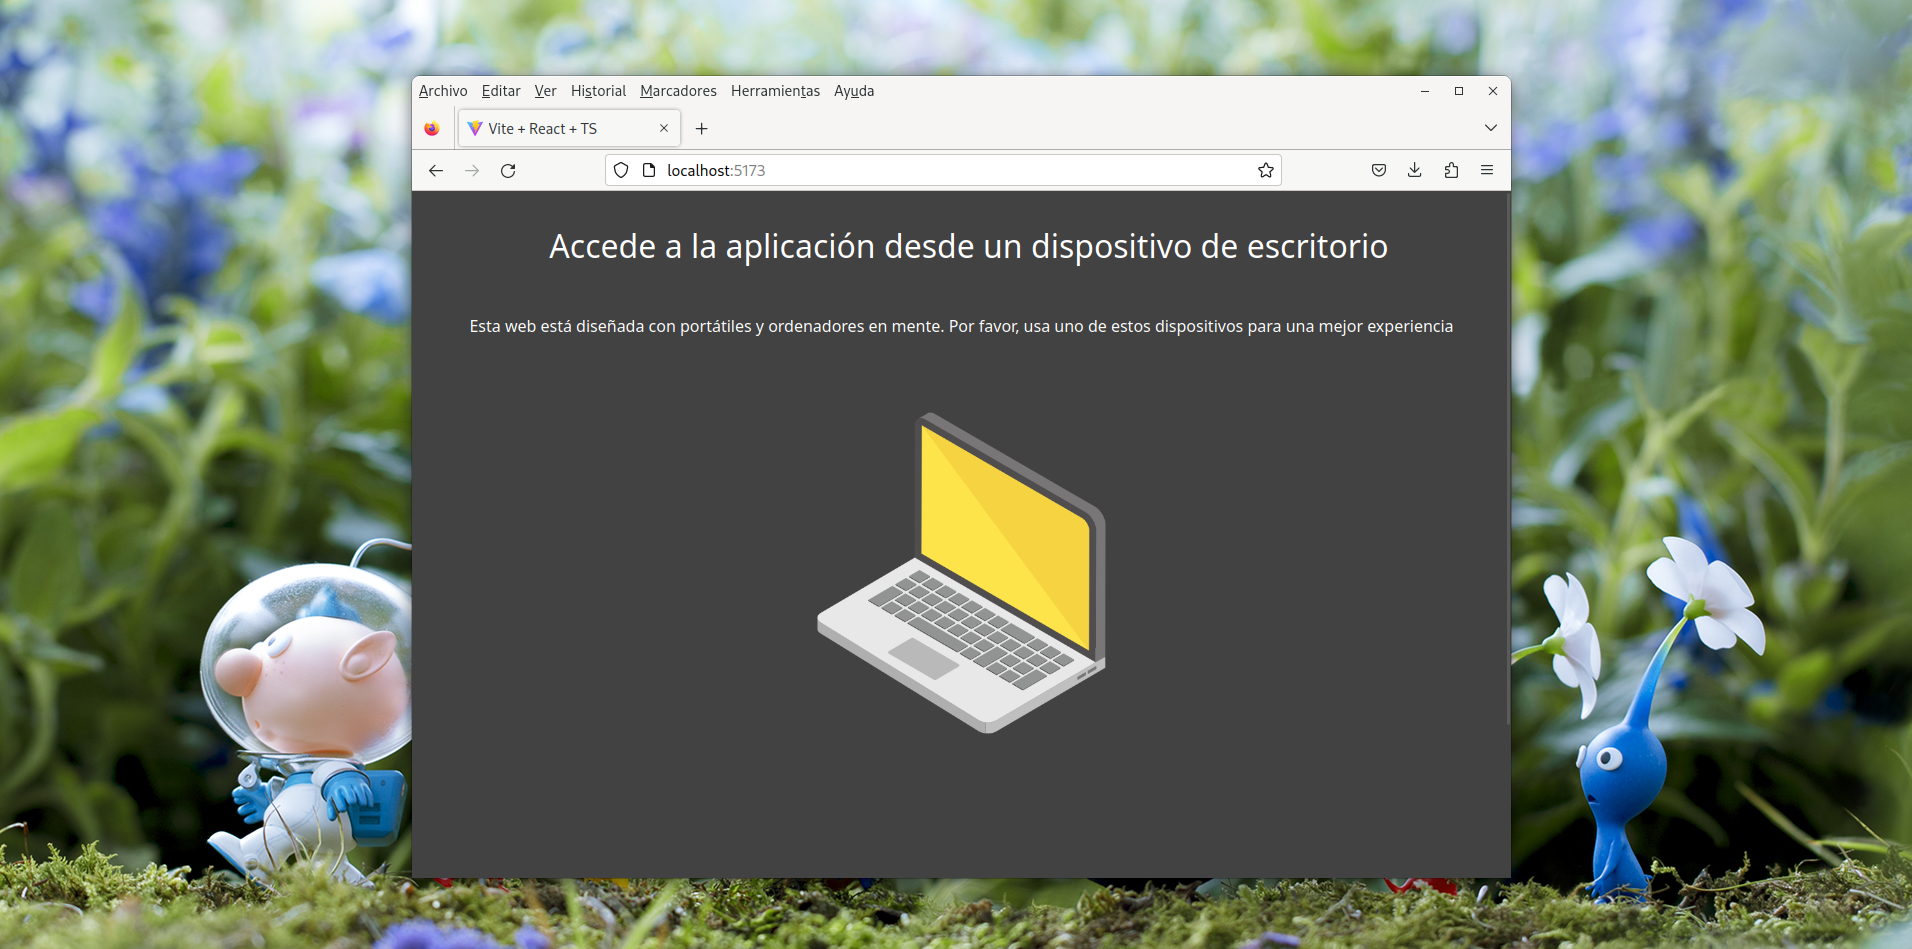 Archivo Editar Ver Historial Marcadores Herramientas Ayuda
Vite + React + TS
localhost:5173
Accede a la aplicación desde un dispositivo de escritorio
Esta web está diseñada con portátiles y ordenadores en mente. Por favor, usa uno de estos dispositivos para una mejor experiencia